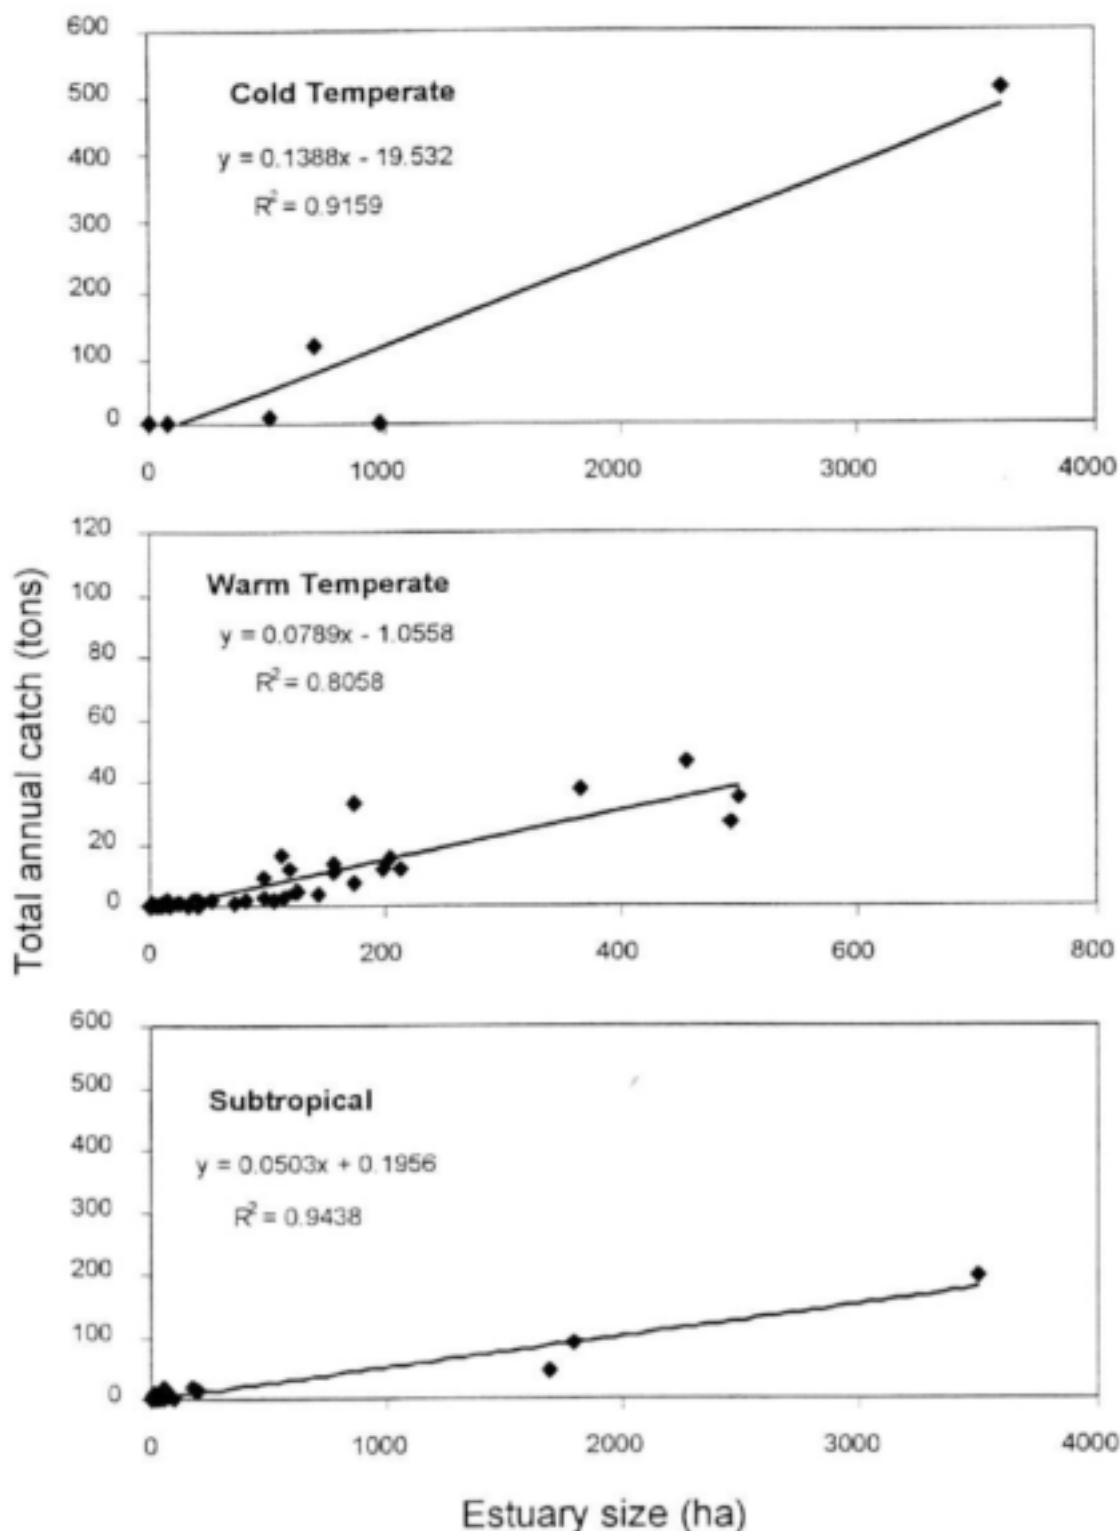 600
500
400
300
200
100
0
Cold Temperate
y = 0.1388x - 19.532
R² = 0.9159
0 1000 2000 3000 4000
Total annual catch (tons)
120
100
80
60
40
20
0
Warm Temperate
y = 0.0789x - 1.0558
R² = 0.8058
0 200 400 600 800
600
500
400
300
200
100
0
Subtropical
y = 0.0503x + 0.1956
R² = 0.9438
0 1000 2000 3000 4000
Estuary size (ha)